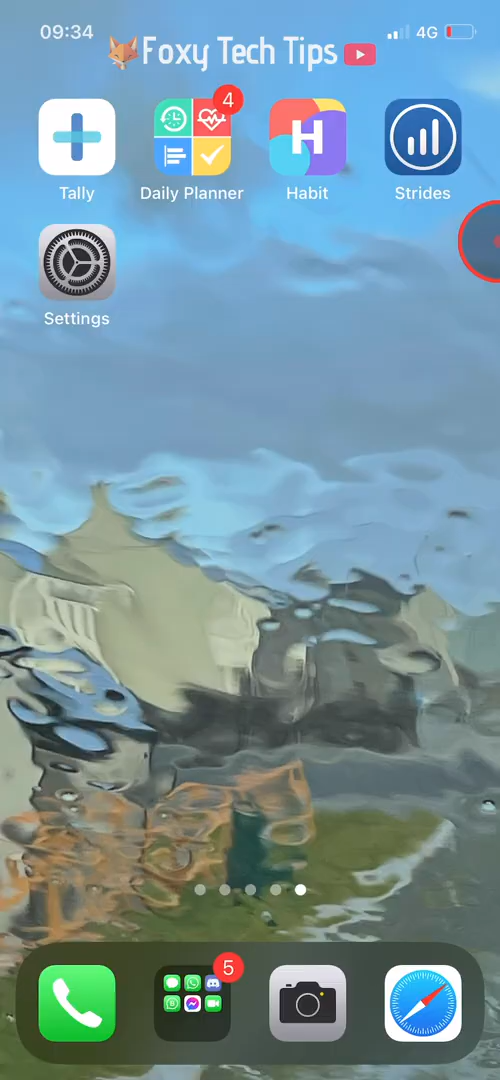 09:34
4G
Foxy Tech Tips
4
H
Tally
Daily Planner
Habit
Strides
Settings
5